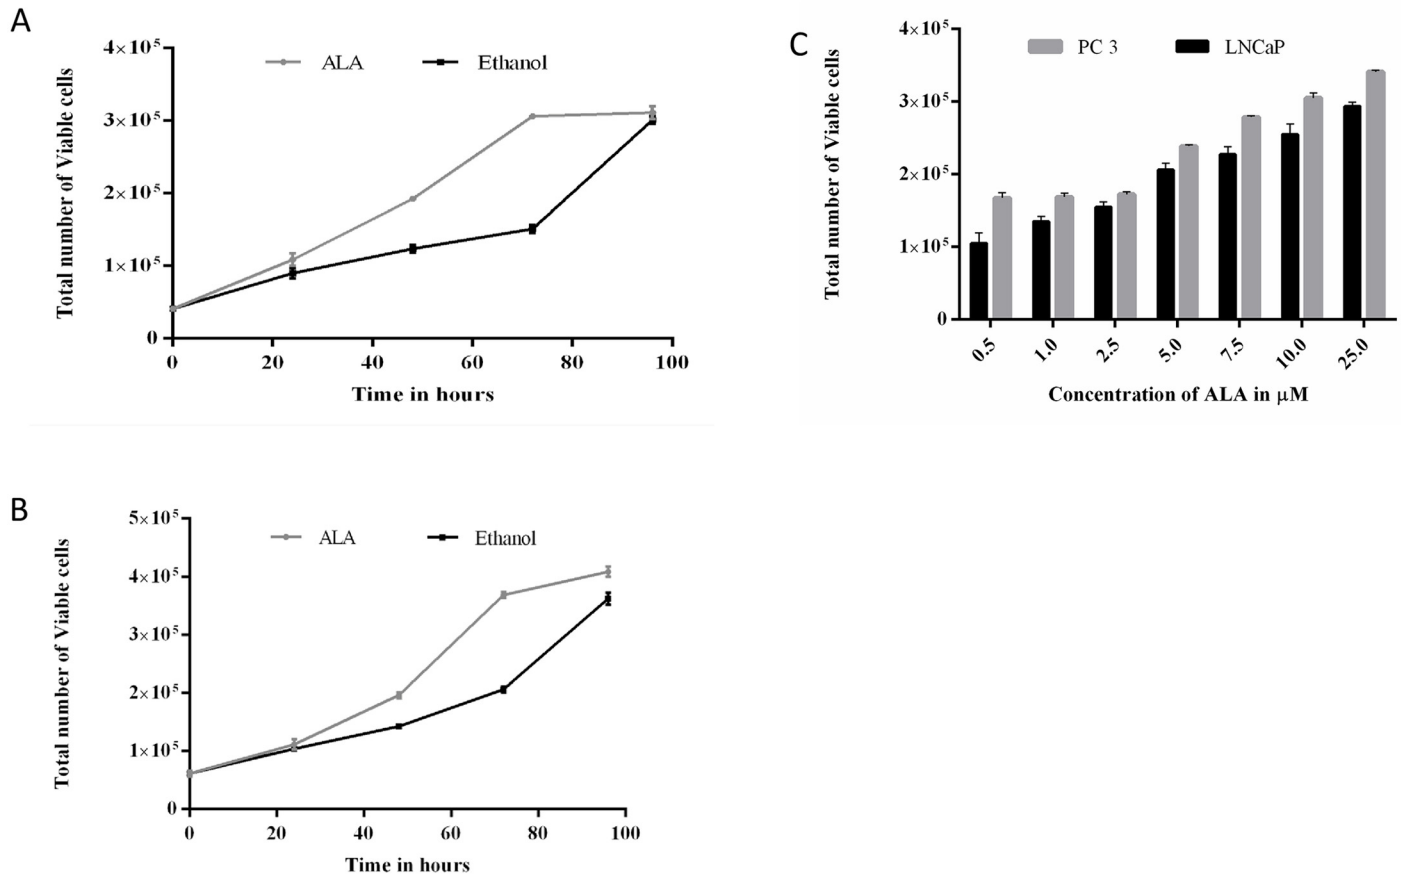 A
4×10⁵
3×10⁵
2×10⁵
1×10⁵
0
Total number of Viable cells
ALA
Ethanol
0 20 40 60 80 100
Time in hours
C
4×10⁵
3×10⁵
2×10⁵
1×10⁵
0
Total number of Viable cells
PC 3
LNCaP
0.5 1.0 2.5 5.0 7.5 10.0 25.0
Concentration of ALA in μM
B
5×10⁵
4×10⁵
3×10⁵
2×10⁵
1×10⁵
0
Total number of Viable cells
ALA
Ethanol
0 20 40 60 80 100
Time in hours